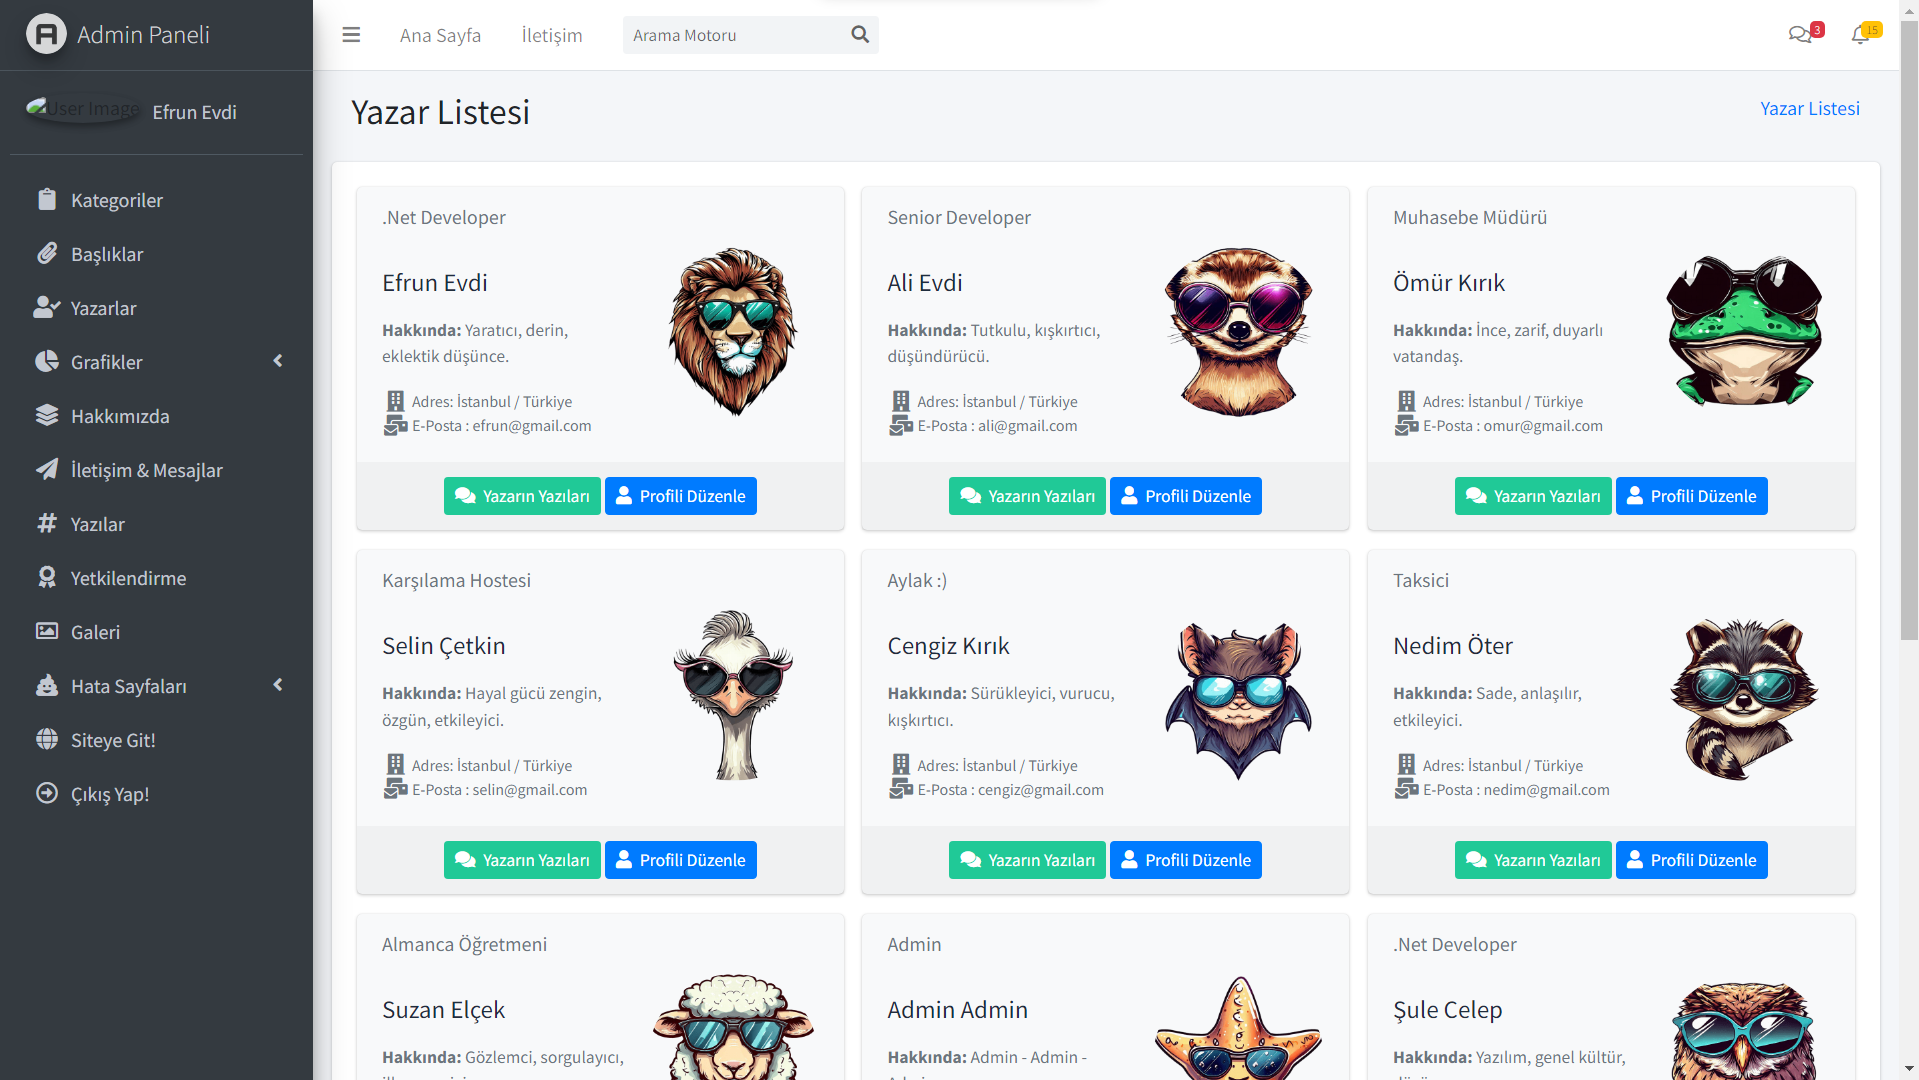 Admin Paneli
Ana Sayfa
İletişim
Arama Motoru
3
15
User Image
Efrun Evdi
Kategoriler
Başlıklar
Yazarlar
Grafikler
Hakkımızda
İletişim & Mesajlar
Yazılar
Yetkilendirme
Galeri
Hata Sayfaları
Siteye Git!
Çıkış Yap!
Yazar Listesi
Yazar Listesi
.Net Developer
Efrun Evdi
Hakkında: Yaratıcı, derin,
eklektik düşünce.
Adres: İstanbul / Türkiye
E-Posta : efrun@gmail.com
Yazarın Yazıları
Profili Düzenle
Senior Developer
Ali Evdi
Hakkında: Tutkulu, kışkırtıcı,
düşündürücü.
Adres: İstanbul / Türkiye
E-Posta : ali@gmail.com
Yazarın Yazıları
Profili Düzenle
Muhasebe Müdürü
Ömür Kırık
Hakkında: İnce, zarif, duyarlı
vatandaş.
Adres: İstanbul / Türkiye
E-Posta : omur@gmail.com
Yazarın Yazıları
Profili Düzenle
Karşılama Hostesi
Selin Çetkin
Hakkında: Hayal gücü zengin,
özgün, etkileyici.
Adres: İstanbul / Türkiye
E-Posta : selin@gmail.com
Yazarın Yazıları
Profili Düzenle
Aylak :)
Cengiz Kırık
Hakkında: Sürükleyici, vurucu,
kışkırtıcı.
Adres: İstanbul / Türkiye
E-Posta : cengiz@gmail.com
Yazarın Yazıları
Profili Düzenle
Taksici
Nedim Öter
Hakkında: Sade, anlaşılır,
etkileyici.
Adres: İstanbul / Türkiye
E-Posta : nedim@gmail.com
Yazarın Yazıları
Profili Düzenle
Almanca Öğretmeni
Suzan Elçek
Hakkında: Gözlemci, sorgulayıcı,
Admin
Admin Admin
Hakkında: Admin - Admin -
.Net Developer
Şule Celep
Hakkında: Yazılım, genel kültür,